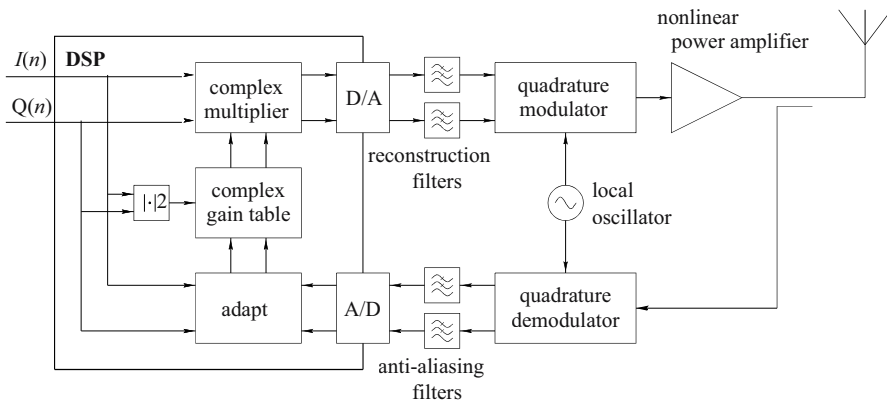 nonlinear
power amplifier
I(n)
DSP
Q(n)
complex
multiplier
D/A
quadrature
modulator
reconstruction
filters
|·|2
complex
gain table
local
oscillator
adapt
A/D
quadrature
demodulator
anti-aliasing
filters